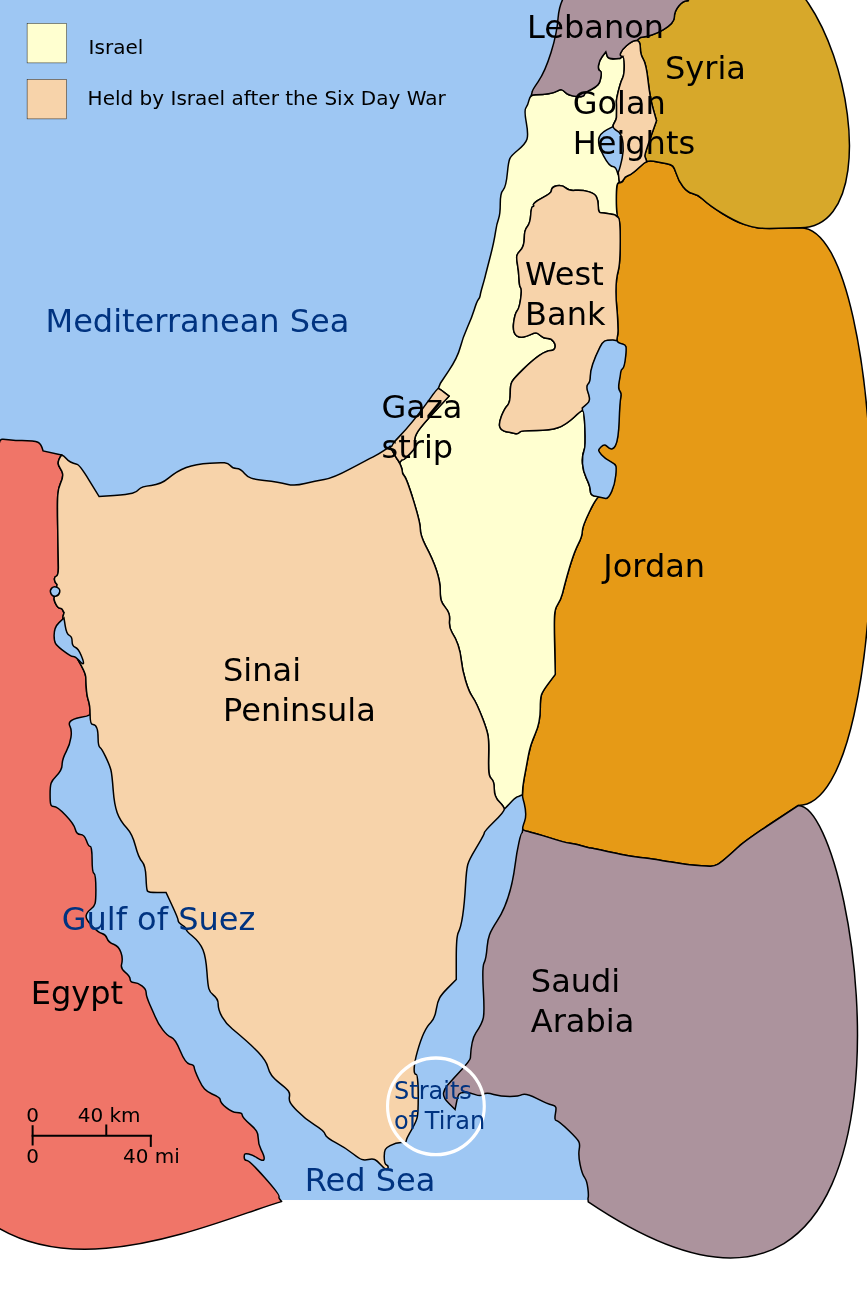 Israel
Held by Israel after the Six Day War
Lebanon
Syria
Golan
Heights
West
Bank
Mediterranean Sea
Gaza
strip
Jordan
Sinai
Peninsula
Gulf of Suez
Egypt
Saudi
Arabia
Straits
of Tiran
0 40 km
0 40 mi
Red Sea